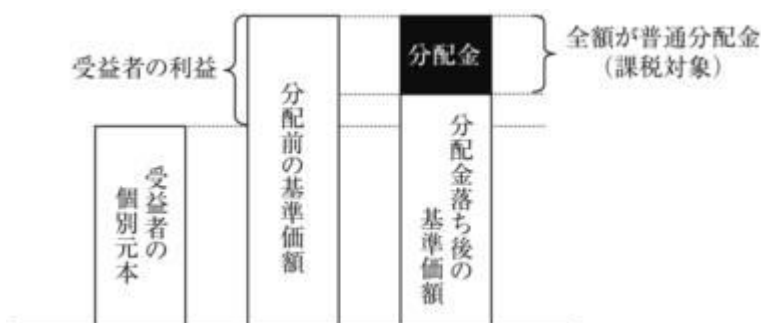 受益者の利益
分配金
全額が普通分配金
(課税対象)
受益者の
個別元本
分配前の基準価額
分配金落ち後の
基準価額